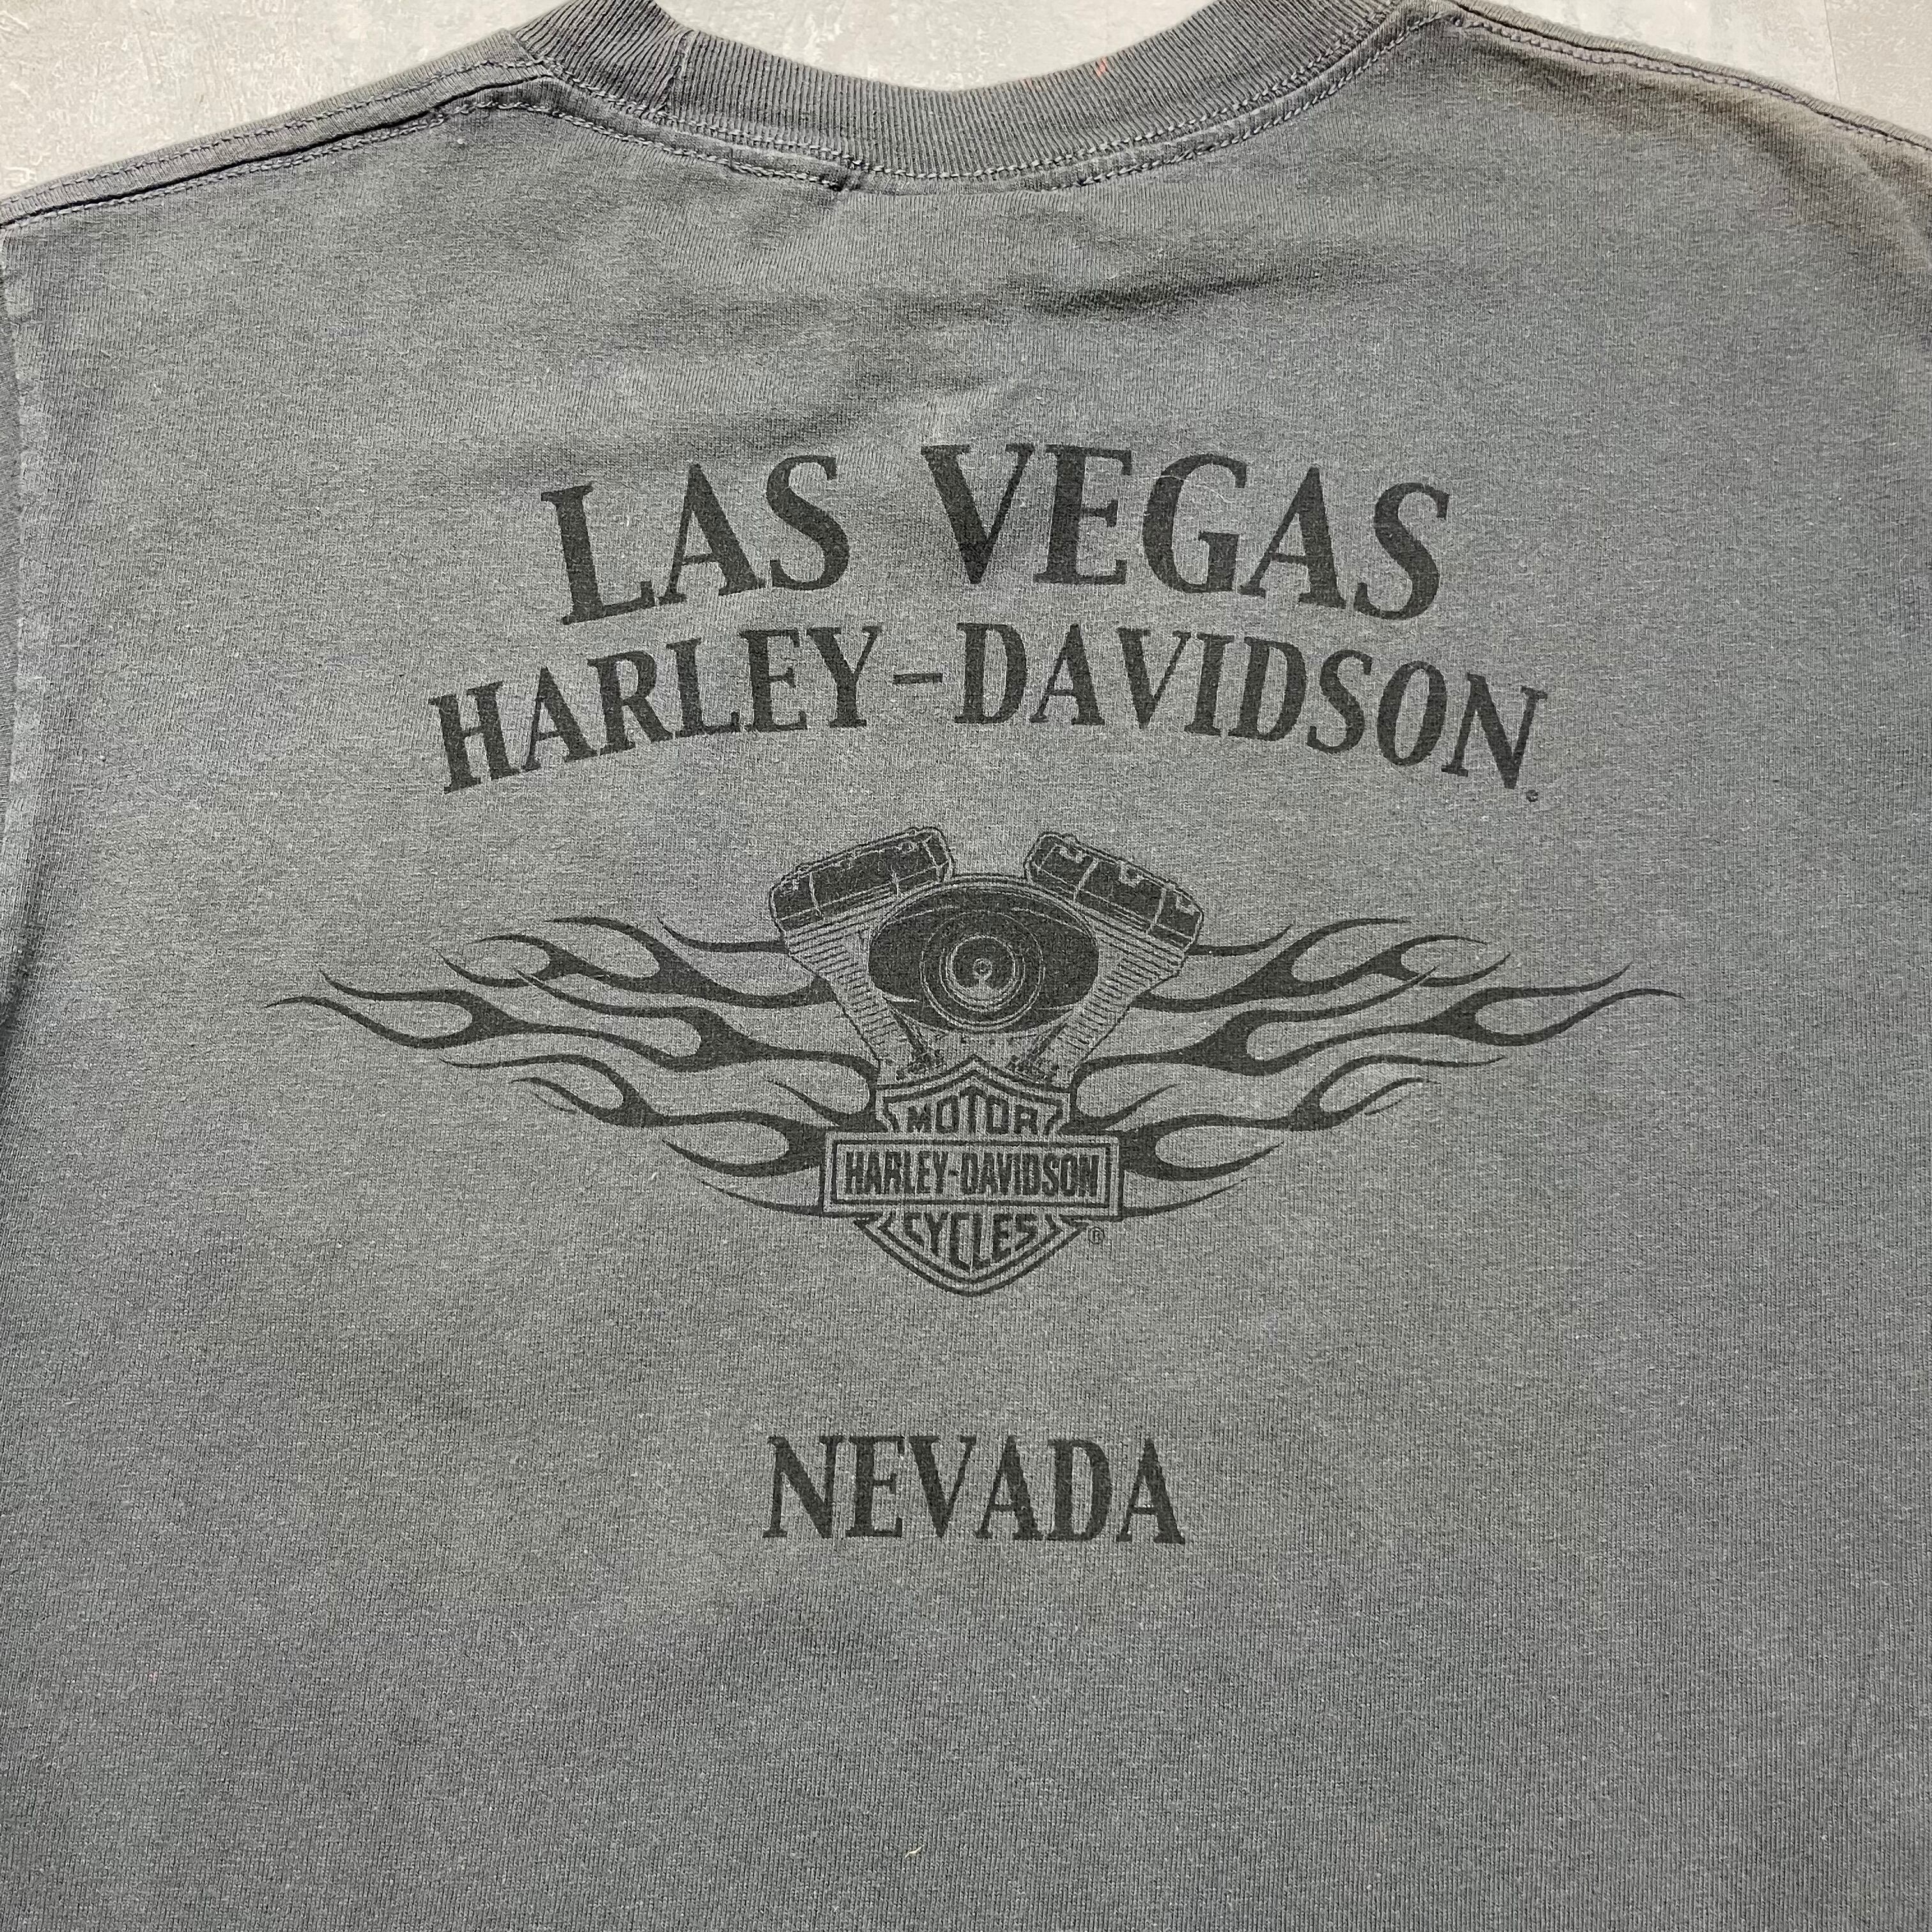 LAS VEGAS
HARLEY-DAVIDSON
MOTOR
HARLEY-DAVIDSON
CYCLES ®
NEVADA